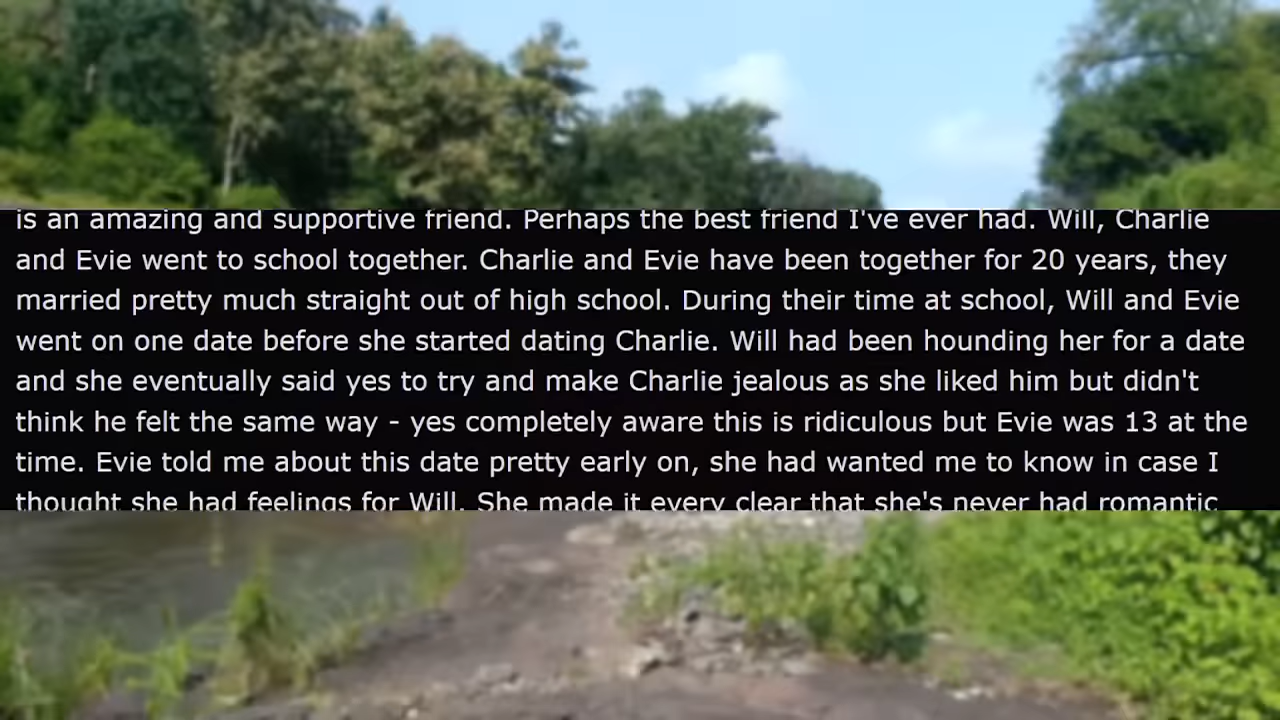 is an amazing and supportive friend. Perhaps the best friend I've ever had. Will, Charlie
and Evie went to school together. Charlie and Evie have been together for 20 years, they
married pretty much straight out of high school. During their time at school, Will and Evie
went on one date before she started dating Charlie. Will had been hounding her for a date
and she eventually said yes to try and make Charlie jealous as she liked him but didn't
think he felt the same way - yes completely aware this is ridiculous but Evie was 13 at the
time. Evie told me about this date pretty early on, she had wanted me to know in case I
thought she had feelings for Will. She made it every clear that she's never had romantic